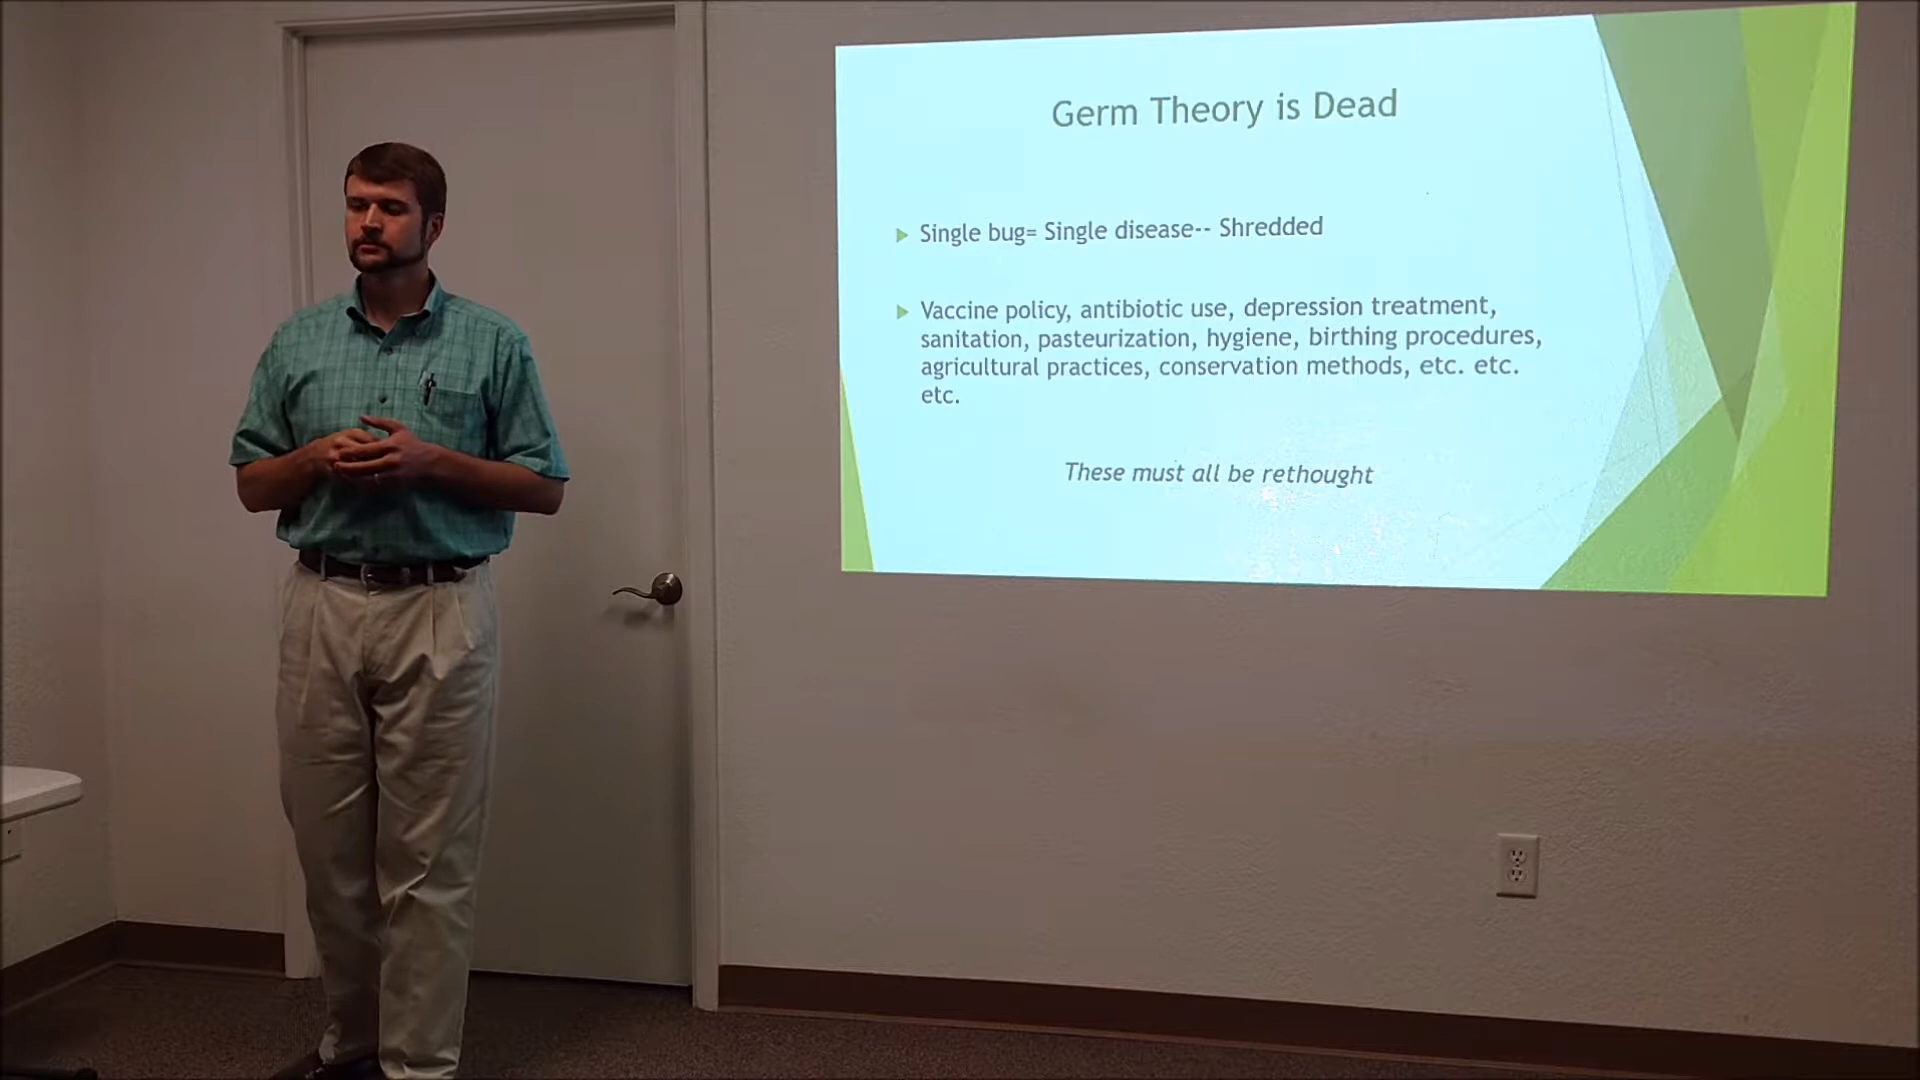 Germ Theory is Dead
Single bug= Single disease-- Shredded
Vaccine policy, antibiotic use, depression treatment,
sanitation, pasteurization, hygiene, birthing procedures,
agricultural practices, conservation methods, etc. etc.
etc.
These must all be rethought